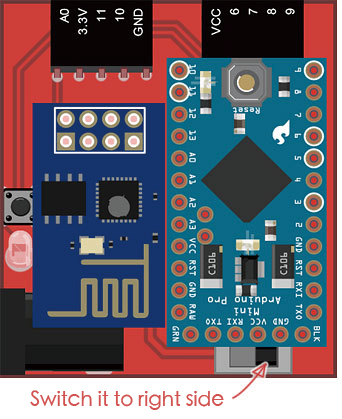 A0
3.3V
11
10
GND
VCC
6
7
8
9
Reset
10
11
12
13
A0
A1
A2
A3
VCC
RST
GND
RAW
9
8
7
6
5
4
3
2
GND
RST
RXI
TXO
C106
C106
Arduino Pro
Mini
GRN
TXO
RXI
VCC
GND
BLK
Switch it to right side